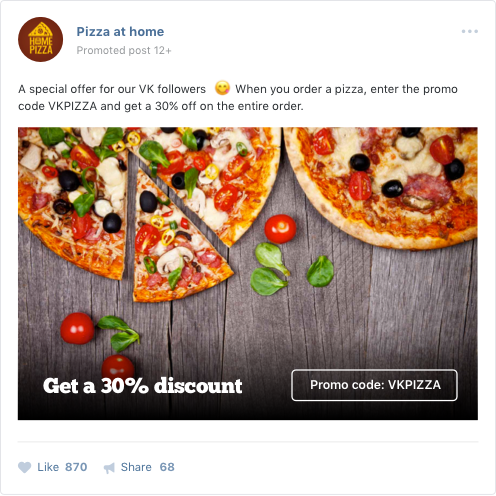 HOME
PIZZA
Pizza at home
Promoted post 12+
A special offer for our VK followers 😋 When you order a pizza, enter the promo
code VKPIZZA and get a 30% off on the entire order.
Get a 30% discount
Promo code: VKPIZZA
Like 870 Share 68